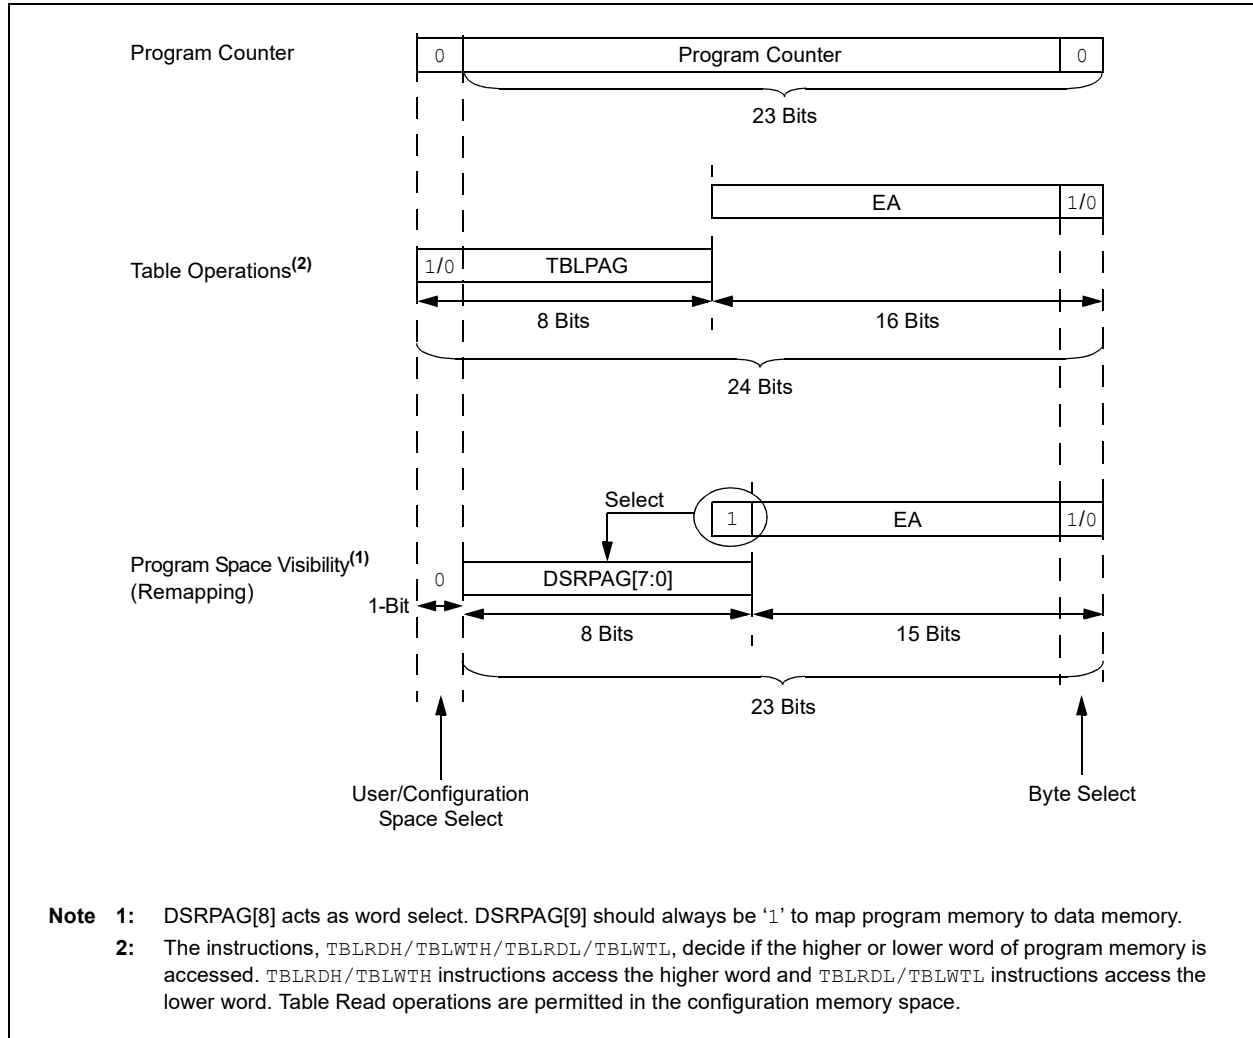 Program Counter
0 Program Counter 0
23 Bits
EA 1/0
Table Operations(2)
1/0 TBLPAG
8 Bits 16 Bits
24 Bits
Select
1 EA 1/0
Program Space Visibility(1)
(Remapping)
0 DSRPAG[7:0]
1-Bit
8 Bits 15 Bits
23 Bits
User/Configuration
Space Select
Byte Select
Note 1: DSRPAG[8] acts as word select. DSRPAG[9] should always be ‘1’ to map program memory to data memory.
2: The instructions, TBLRDH/TBLWTH/TBLRDL/TBLWTL, decide if the higher or lower word of program memory is
accessed. TBLRDH/TBLWTH instructions access the higher word and TBLRDL/TBLWTL instructions access the
lower word. Table Read operations are permitted in the configuration memory space.